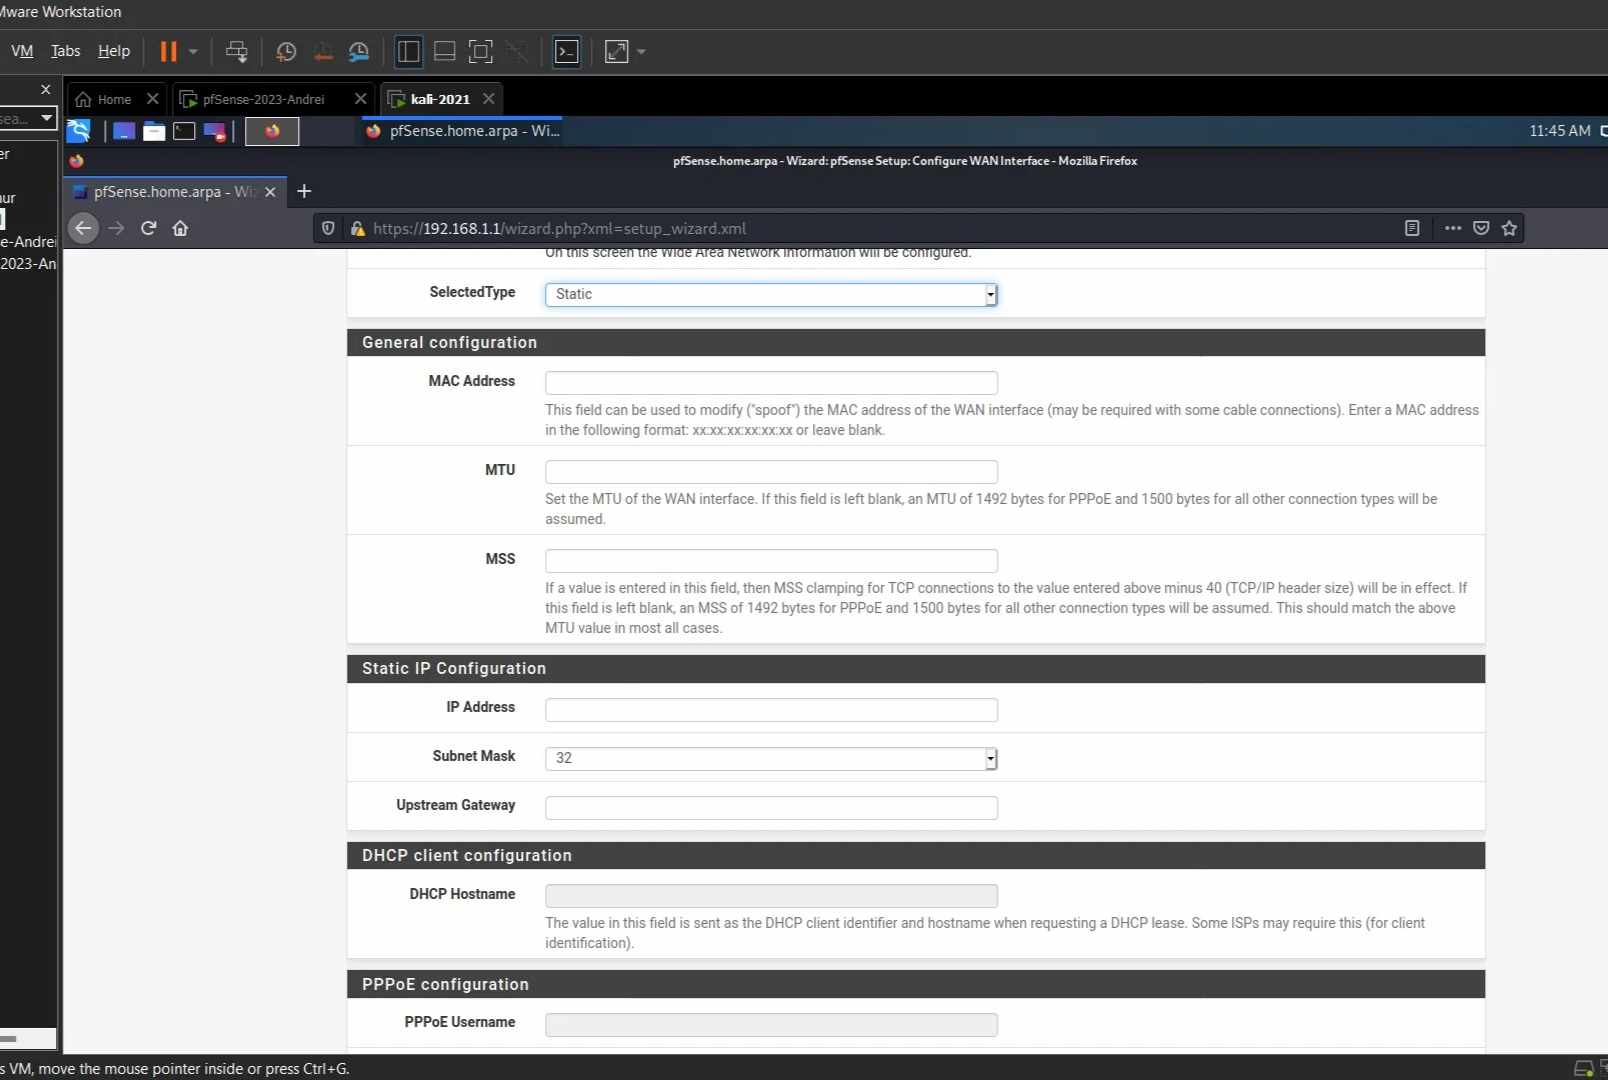 Mware Workstation
VM Tabs Help
Home
pfSense-2023-Andrei
kali-2021
sea...
pfSense.home.arpa - Wi...
11:45 AM
er
pfSense.home.arpa - Wizard: pfSense Setup: Configure WAN Interface - Mozilla Firefox
pfSense.home.arpa - Wi
ur
https://192.168.1.1/wizard.php?xml=setup_wizard.xml
e-Andrei
2023-An
On this screen the Wide Area Network information will be configured.
SelectedType
Static
General configuration
MAC Address
This field can be used to modify ("spoof") the MAC address of the WAN interface (may be required with some cable connections). Enter a MAC address
in the following format: xx:xx:xx:xx:xx:xx or leave blank.
MTU
Set the MTU of the WAN interface. If this field is left blank, an MTU of 1492 bytes for PPPoE and 1500 bytes for all other connection types will be
assumed.
MSS
If a value is entered in this field, then MSS clamping for TCP connections to the value entered above minus 40 (TCP/IP header size) will be in effect. If
this field is left blank, an MSS of 1492 bytes for PPPoE and 1500 bytes for all other connection types will be assumed. This should match the above
MTU value in most all cases.
Static IP Configuration
IP Address
Subnet Mask
32
Upstream Gateway
DHCP client configuration
DHCP Hostname
The value in this field is sent as the DHCP client identifier and hostname when requesting a DHCP lease. Some ISPs may require this (for client
identification).
PPPoE configuration
PPPoE Username
s VM, move the mouse pointer inside or press Ctrl+G.